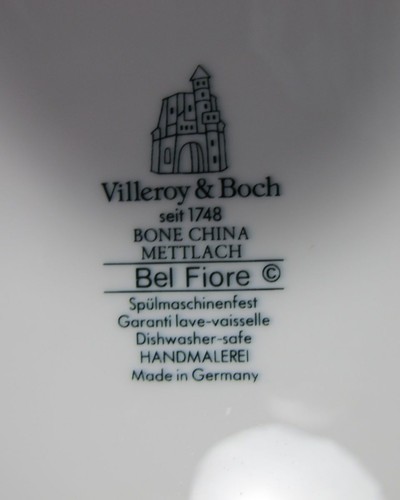 Villeroy & Boch
seit 1748
BONE CHINA
METTLACH
Bel Fiore ©
Spülmaschinenfest
Garanti lave-vaisselle
Dishwasher-safe
HANDMALEREI
Made in Germany